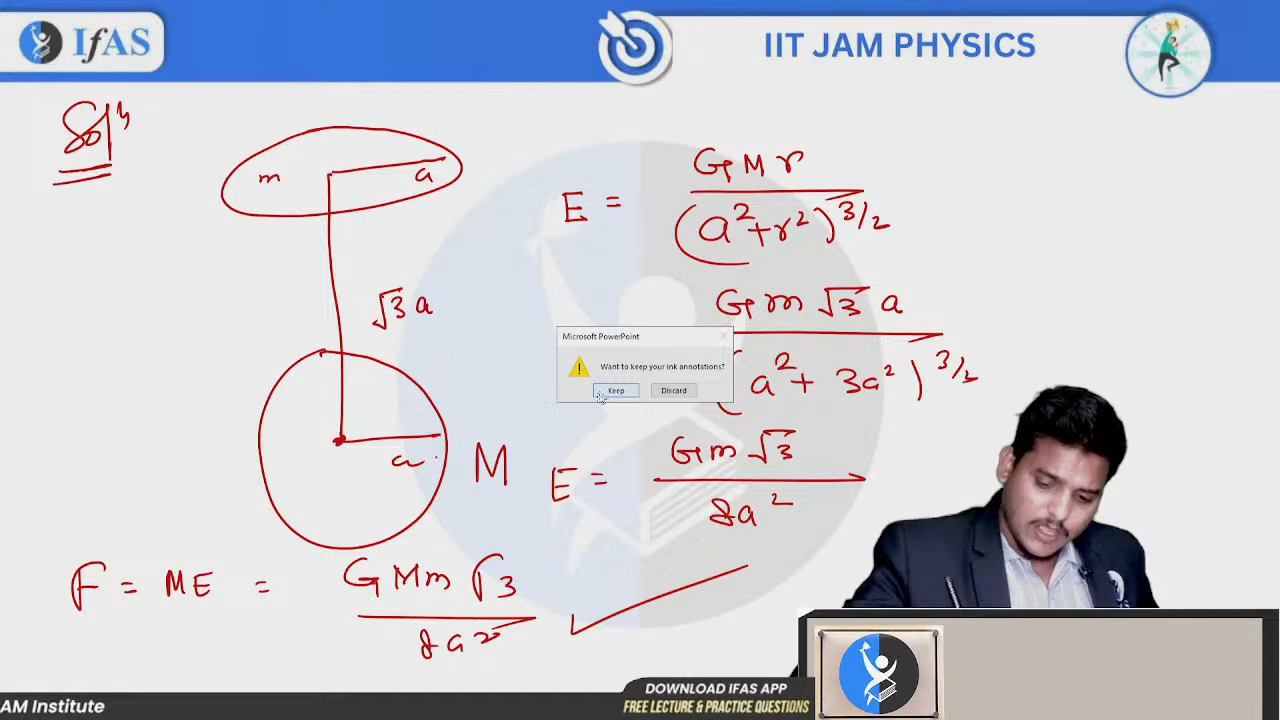 IfAS
IIT JAM PHYSICS
Solⁿ
m
a
√3 a
a
M
E = GMr / (a² + r²)^3/2
Gm √3 a / (a² + 3a²)^3/2
E = Gm √3 / 8a²
F = ME = GMm √3 / 8a²
Microsoft PowerPoint
Want to keep your ink annotations?
Keep
Discard
AM Institute
DOWNLOAD IFAS APP
FREE LECTURE & PRACTICE QUESTIONS